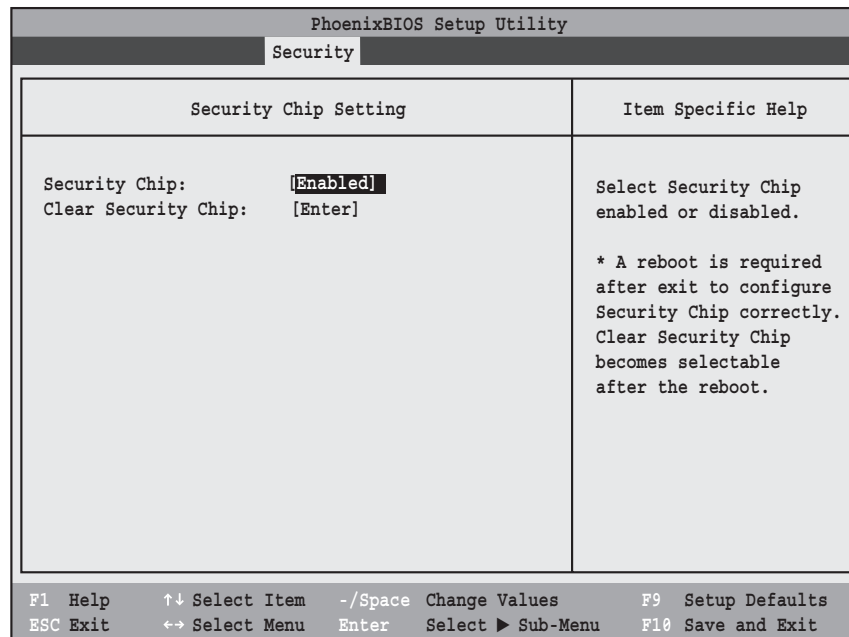 PhoenixBIOS Setup Utility
Security
Security Chip Setting
Item Specific Help
Security Chip: [Enabled]
Clear Security Chip: [Enter]
Select Security Chip
enabled or disabled.
* A reboot is required
after exit to configure
Security Chip correctly.
Clear Security Chip
becomes selectable
after the reboot.
F1 Help ↑↓ Select Item -/Space Change Values F9 Setup Defaults
ESC Exit ←→ Select Menu Enter Select ▶ Sub-Menu F10 Save and Exit